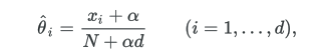 θ̂ᵢ = (xᵢ + α) / (N + αd)    (i = 1, . . . , d),